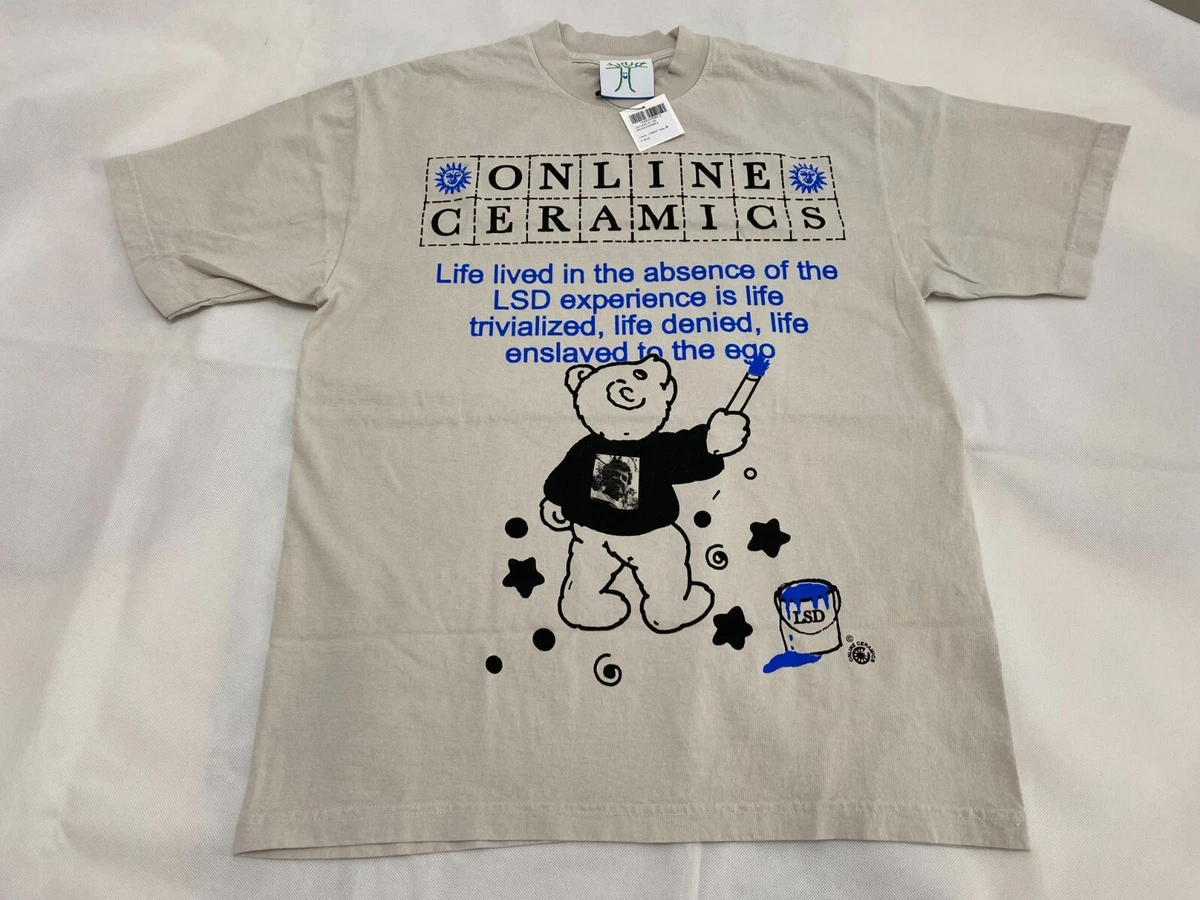 ONLINE
CERAMICS
Life lived in the absence of the
LSD experience is life
trivialized, life denied, life
enslaved to the ego
LSD
©
ONLINE CERAMICS